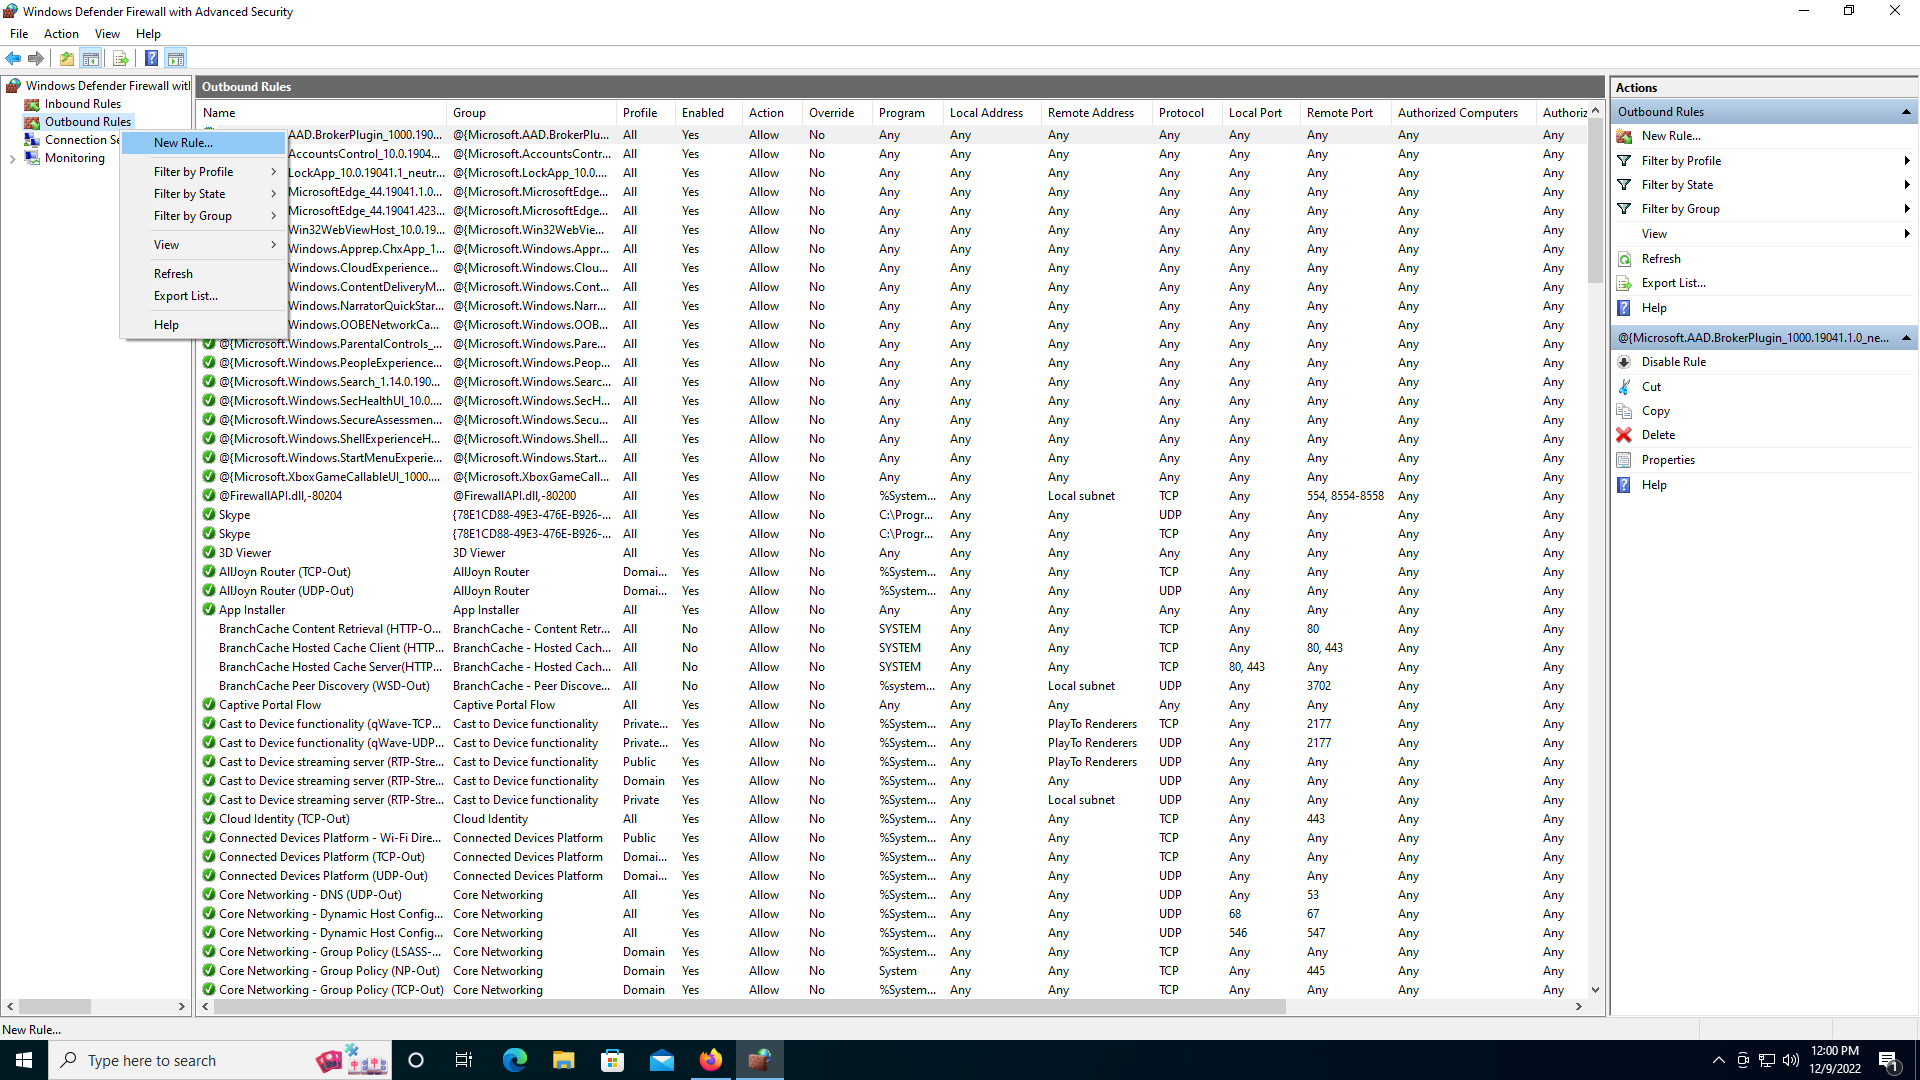 Windows Defender Firewall with Advanced Security
File Action View Help
Windows Defender Firewall wit
Inbound Rules
Outbound Rules
Connection Se
Monitoring
New Rule...
Filter by Profile
Filter by State
Filter by Group
View
Refresh
Export List...
Help
Outbound Rules
Name Group Profile Enabled Action Override Program Local Address Remote Address Protocol Local Port Remote Port Authorized Computers Authoriz
AAD.BrokerPlugin_1000.190... @{Microsoft.AAD.BrokerPlu... All Yes Allow No Any Any Any Any Any Any Any Any
AccountsControl_10.0.1904... @{Microsoft.AccountsContr... All Yes Allow No Any Any Any Any Any Any Any Any
LockApp_10.0.19041.1_neutr... @{Microsoft.LockApp_10.0.... All Yes Allow No Any Any Any Any Any Any Any Any
MicrosoftEdge_44.19041.1.0... @{Microsoft.MicrosoftEdge... All Yes Allow No Any Any Any Any Any Any Any Any
MicrosoftEdge_44.19041.423... @{Microsoft.MicrosoftEdge... All Yes Allow No Any Any Any Any Any Any Any Any
Win32WebViewHost_10.0.19... @{Microsoft.Win32WebVie... All Yes Allow No Any Any Any Any Any Any Any Any
Windows.Apprep.ChxApp_1... @{Microsoft.Windows.Appr... All Yes Allow No Any Any Any Any Any Any Any Any
Windows.CloudExperience... @{Microsoft.Windows.Clou... All Yes Allow No Any Any Any Any Any Any Any Any
Windows.ContentDeliveryM... @{Microsoft.Windows.Cont... All Yes Allow No Any Any Any Any Any Any Any Any
Windows.NarratorQuickStar... @{Microsoft.Windows.Narr... All Yes Allow No Any Any Any Any Any Any Any Any
Windows.OOBENetworkCa... @{Microsoft.Windows.OOB... All Yes Allow No Any Any Any Any Any Any Any Any
@{Microsoft.Windows.ParentalControls_... @{Microsoft.Windows.Pare... All Yes Allow No Any Any Any Any Any Any Any Any
@{Microsoft.Windows.PeopleExperience... @{Microsoft.Windows.Peop... All Yes Allow No Any Any Any Any Any Any Any Any
@{Microsoft.Windows.Search_1.14.0.190... @{Microsoft.Windows.Searc... All Yes Allow No Any Any Any Any Any Any Any Any
@{Microsoft.Windows.SecHealthUI_10.0.... @{Microsoft.Windows.SecH... All Yes Allow No Any Any Any Any Any Any Any Any
@{Microsoft.Windows.SecureAssessmen... @{Microsoft.Windows.Secu... All Yes Allow No Any Any Any Any Any Any Any Any
@{Microsoft.Windows.ShellExperienceH... @{Microsoft.Windows.Shell... All Yes Allow No Any Any Any Any Any Any Any Any
@{Microsoft.Windows.StartMenuExperie... @{Microsoft.Windows.Start... All Yes Allow No Any Any Any Any Any Any Any Any
@{Microsoft.XboxGameCallableUI_1000.... @{Microsoft.XboxGameCall... All Yes Allow No Any Any Any Any Any Any Any Any
@FirewallAPI.dll,-80204 @FirewallAPI.dll,-80200 All Yes Allow No %System... Any Local subnet TCP Any 554, 8554-8558 Any Any
Skype {78E1CD88-49E3-476E-B926-... All Yes Allow No C:\Progr... Any Any UDP Any Any Any Any
Skype {78E1CD88-49E3-476E-B926-... All Yes Allow No C:\Progr... Any Any TCP Any Any Any Any
3D Viewer 3D Viewer All Yes Allow No Any Any Any Any Any Any Any Any
AllJoyn Router (TCP-Out) AllJoyn Router Domai... Yes Allow No %System... Any Any TCP Any Any Any Any
AllJoyn Router (UDP-Out) AllJoyn Router Domai... Yes Allow No %System... Any Any UDP Any Any Any Any
App Installer App Installer All Yes Allow No Any Any Any Any Any Any Any Any
BranchCache Content Retrieval (HTTP-O... BranchCache - Content Retr... All No Allow No SYSTEM Any Any TCP Any 80 Any Any
BranchCache Hosted Cache Client (HTTP... BranchCache - Hosted Cach... All No Allow No SYSTEM Any Any TCP Any 80, 443 Any Any
BranchCache Hosted Cache Server(HTTP... BranchCache - Hosted Cach... All No Allow No SYSTEM Any Any TCP 80, 443 Any Any Any
BranchCache Peer Discovery (WSD-Out) BranchCache - Peer Discove... All No Allow No %system... Any Local subnet UDP Any 3702 Any Any
Captive Portal Flow Captive Portal Flow All Yes Allow No Any Any Any Any Any Any Any Any
Cast to Device functionality (qWave-TCP... Cast to Device functionality Private... Yes Allow No %System... Any PlayTo Renderers TCP Any 2177 Any Any
Cast to Device functionality (qWave-UDP... Cast to Device functionality Private... Yes Allow No %System... Any PlayTo Renderers UDP Any 2177 Any Any
Cast to Device streaming server (RTP-Stre... Cast to Device functionality Public Yes Allow No %System... Any PlayTo Renderers UDP Any Any Any Any
Cast to Device streaming server (RTP-Stre... Cast to Device functionality Domain Yes Allow No %System... Any Any UDP Any Any Any Any
Cast to Device streaming server (RTP-Stre... Cast to Device functionality Private Yes Allow No %System... Any Local subnet UDP Any Any Any Any
Cloud Identity (TCP-Out) Cloud Identity All Yes Allow No %System... Any Any TCP Any 443 Any Any
Connected Devices Platform - Wi-Fi Dire... Connected Devices Platform Public Yes Allow No %System... Any Any TCP Any Any Any Any
Connected Devices Platform (TCP-Out) Connected Devices Platform Domai... Yes Allow No %System... Any Any TCP Any Any Any Any
Connected Devices Platform (UDP-Out) Connected Devices Platform Domai... Yes Allow No %System... Any Any UDP Any Any Any Any
Core Networking - DNS (UDP-Out) Core Networking All Yes Allow No %System... Any Any UDP Any 53 Any Any
Core Networking - Dynamic Host Config... Core Networking All Yes Allow No %System... Any Any UDP 68 67 Any Any
Core Networking - Dynamic Host Config... Core Networking All Yes Allow No %System... Any Any UDP 546 547 Any Any
Core Networking - Group Policy (LSASS-... Core Networking Domain Yes Allow No %System... Any Any TCP Any Any Any Any
Core Networking - Group Policy (NP-Out) Core Networking Domain Yes Allow No System Any Any TCP Any 445 Any Any
Core Networking - Group Policy (TCP-Out) Core Networking Domain Yes Allow No %System... Any Any TCP Any Any Any Any
Actions
Outbound Rules
New Rule...
Filter by Profile
Filter by State
Filter by Group
View
Refresh
Export List...
Help
@{Microsoft.AAD.BrokerPlugin_1000.19041.1.0_ne...
Disable Rule
Cut
Copy
Delete
Properties
Help
New Rule...
Type here to search
12:00 PM
12/9/2022
1